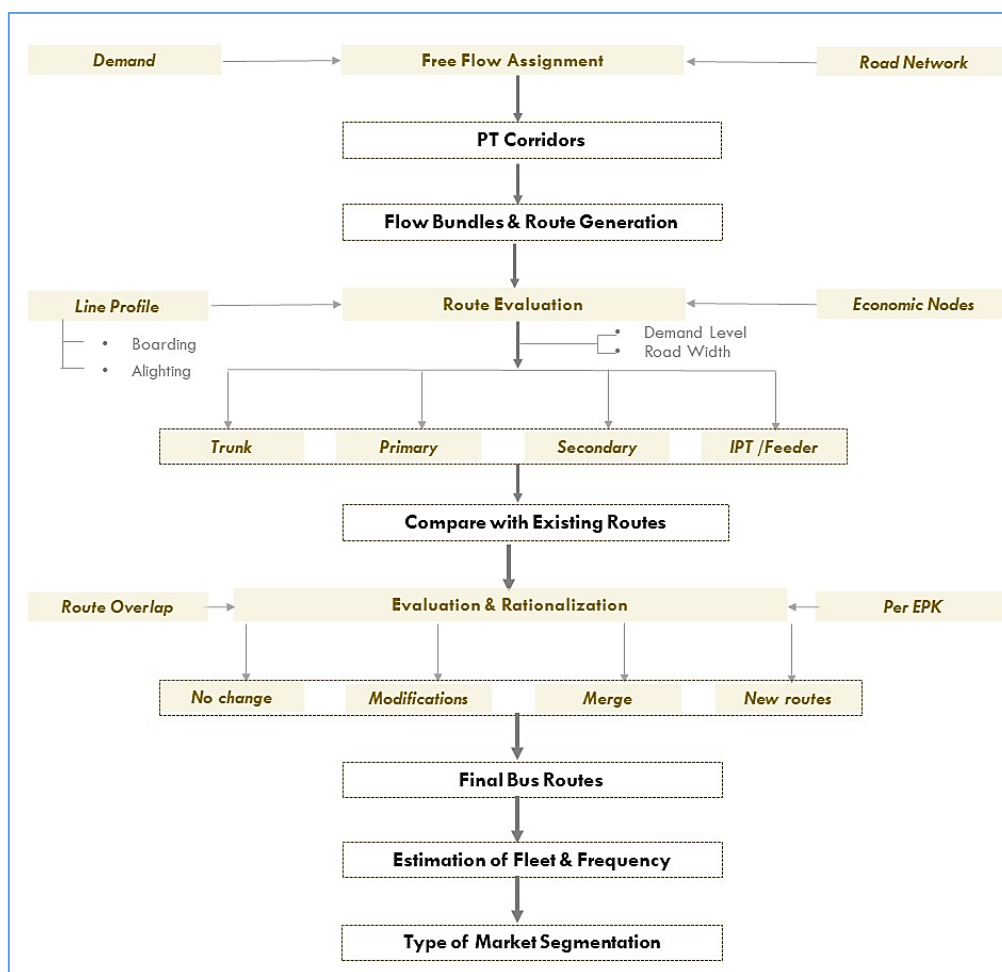 Demand
Free Flow Assignment
Road Network
PT Corridors
Flow Bundles & Route Generation
Line Profile
Route Evaluation
Economic Nodes
• Boarding
• Alighting
• Demand Level
• Road Width
Trunk
Primary
Secondary
IPT /Feeder
Compare with Existing Routes
Route Overlap
Evaluation & Rationalization
Per EPK
No change
Modifications
Merge
New routes
Final Bus Routes
Estimation of Fleet & Frequency
Type of Market Segmentation